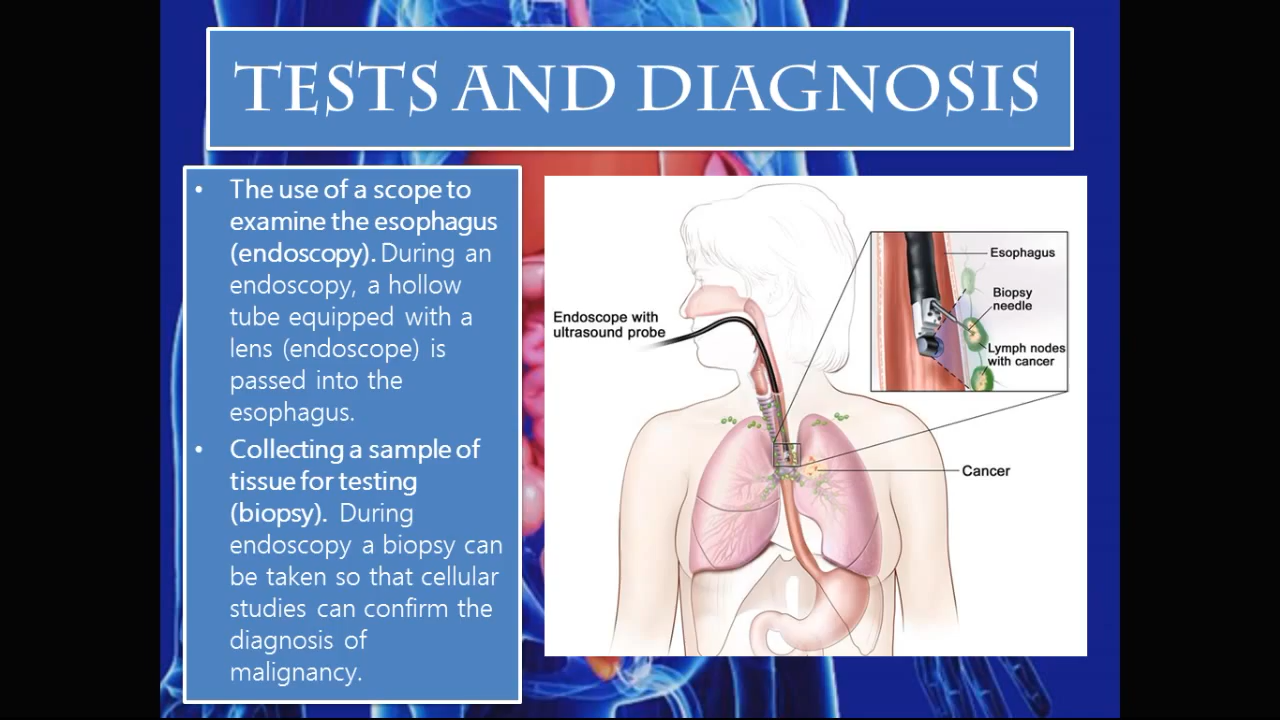 TESTS AND DIAGNOSIS
• The use of a scope to
examine the esophagus
(endoscopy). During an
endoscopy, a hollow
tube equipped with a
lens (endoscope) is
passed into the
esophagus.
• Collecting a sample of
tissue for testing
(biopsy). During
endoscopy a biopsy can
be taken so that cellular
studies can confirm the
diagnosis of
malignancy.
Endoscope with
ultrasound probe
Esophagus
Biopsy
needle
Lymph nodes
with cancer
Cancer